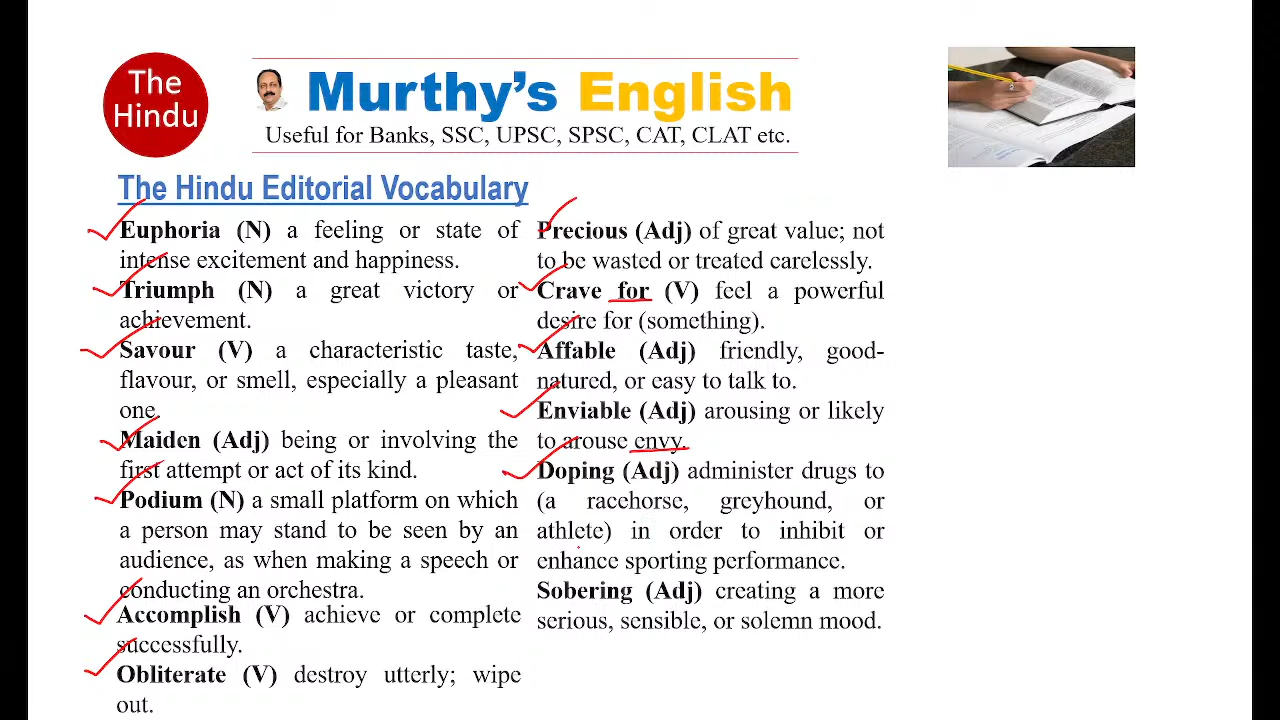 The
Hindu
Murthy's English
Useful for Banks, SSC, UPSC, SPSC, CAT, CLAT etc.
The Hindu Editorial Vocabulary
Euphoria (N) a feeling or state of
intense excitement and happiness.
Triumph (N) a great victory or
achievement.
Savour (V) a characteristic taste,
flavour, or smell, especially a pleasant
one.
Maiden (Adj) being or involving the
first attempt or act of its kind.
Podium (N) a small platform on which
a person may stand to be seen by an
audience, as when making a speech or
conducting an orchestra.
Accomplish (V) achieve or complete
successfully.
Obliterate (V) destroy utterly; wipe
out.
Precious (Adj) of great value; not
to be wasted or treated carelessly.
Crave for (V) feel a powerful
desire for (something).
Affable (Adj) friendly, good-
natured, or easy to talk to.
Enviable (Adj) arousing or likely
to arouse envy.
Doping (Adj) administer drugs to
(a racehorse, greyhound, or
athlete) in order to inhibit or
enhance sporting performance.
Sobering (Adj) creating a more
serious, sensible, or solemn mood.